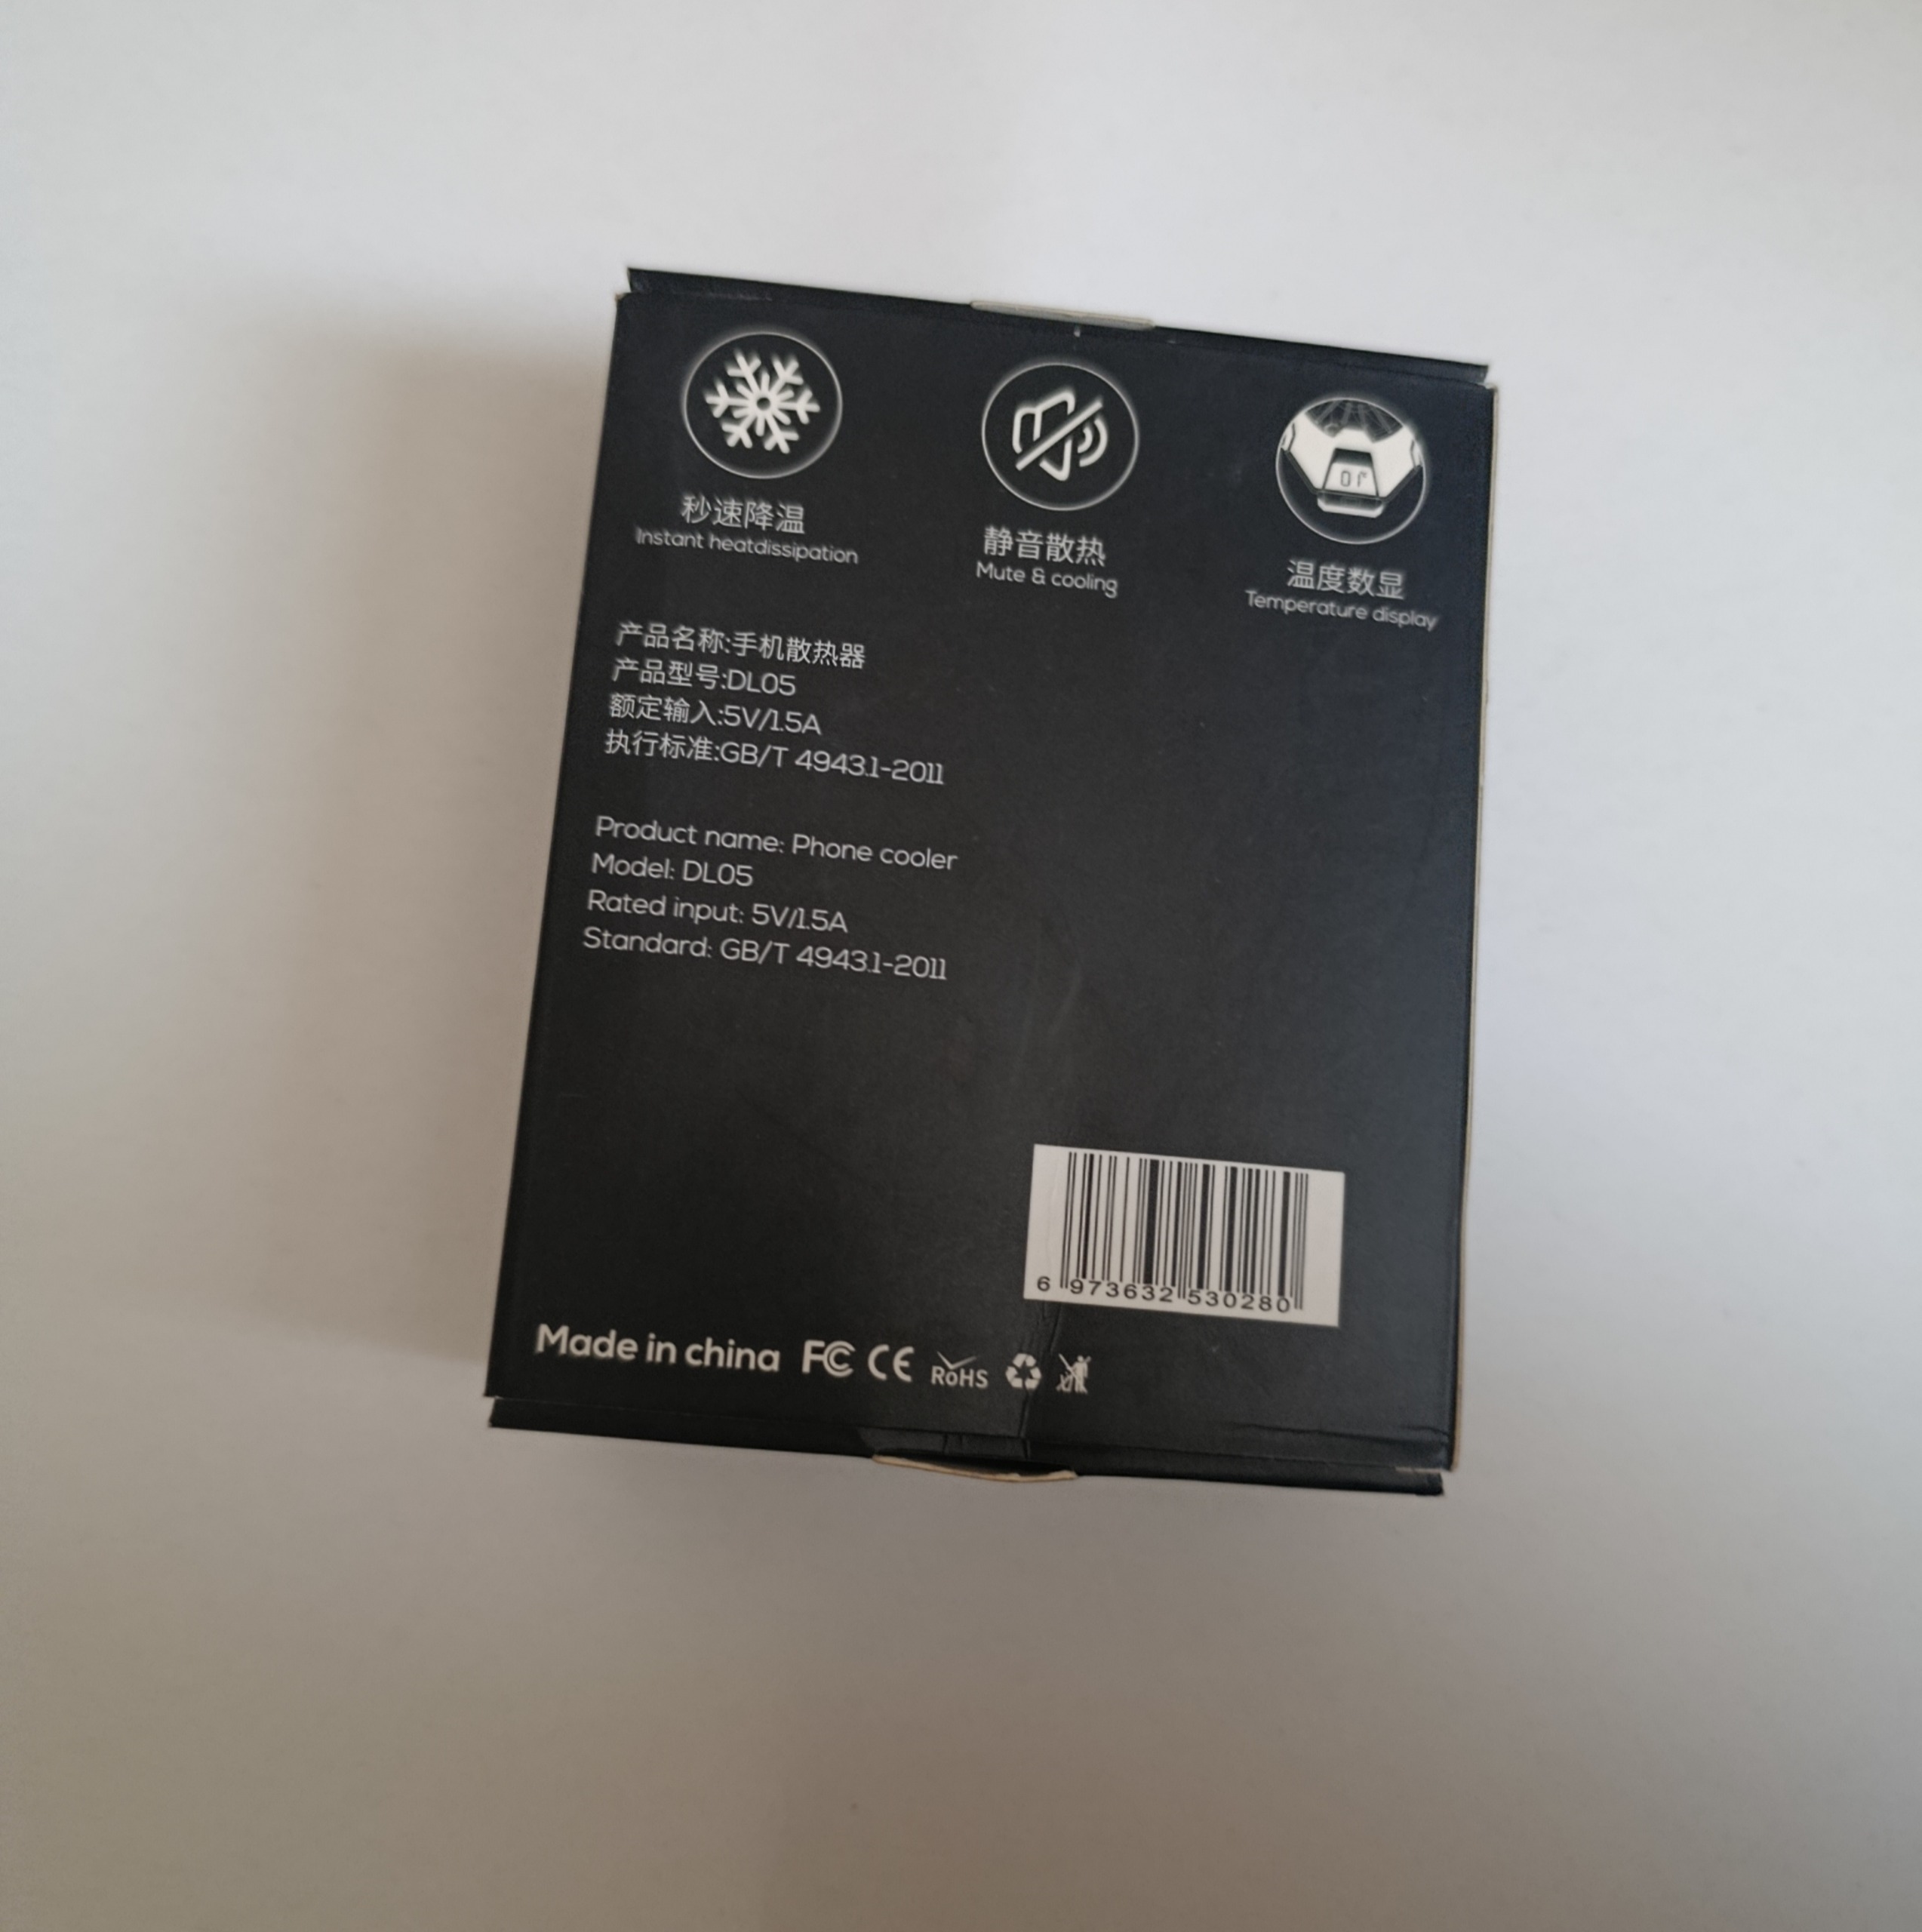 秒速降温
Instant heatdissipation
静音散热
Mute & cooling
温度数显
Temperature display
产品名称:手机散热器
产品型号:DL05
额定输入:5V/1.5A
执行标准:GB/T 4943.1-2011
Product name: Phone cooler
Model: DL05
Rated input: 5V/1.5A
Standard: GB/T 4943.1-2011
6 973632 530280
Made in china FC CE RoHS